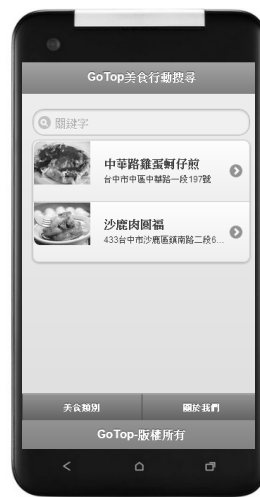 GoTop美食行動搜尋
關鍵字
中華路雞蛋蚵仔煎
台中市中區中華路一段197號
沙鹿肉圓福
433台中市沙鹿區鎮南路二段6...
美食類別
關於我們
GoTop-版權所有